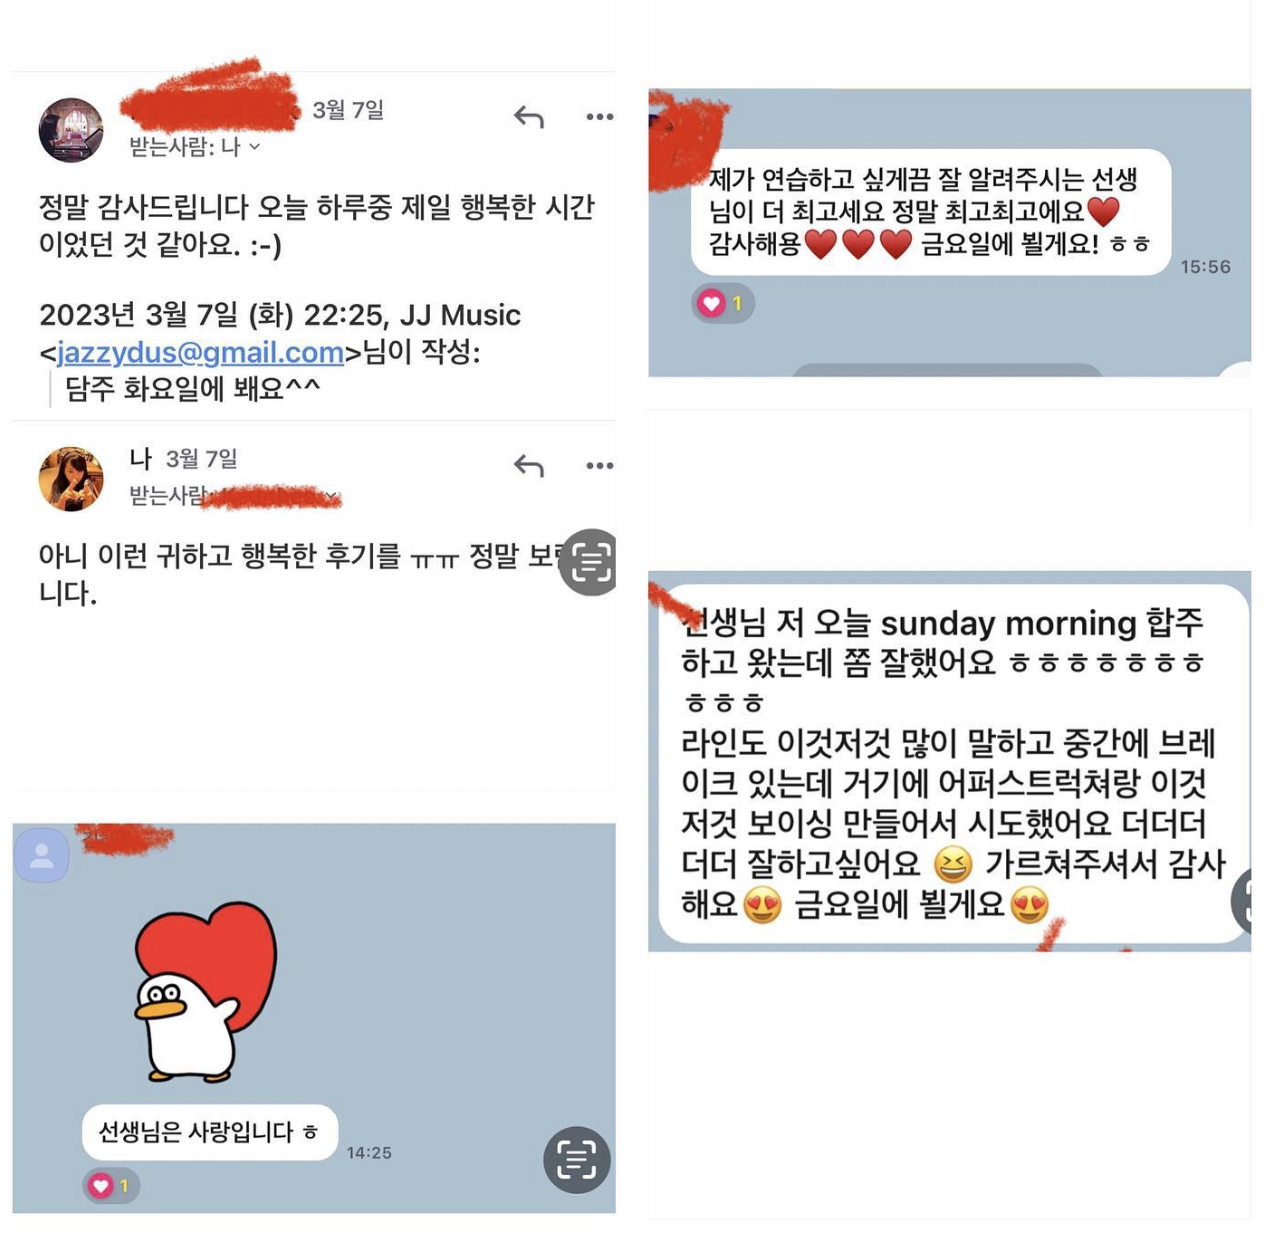 3월 7일
받는사람: 나
정말 감사드립니다 오늘 하루중 제일 행복한 시간
이었던 것 같아요. :-)
2023년 3월 7일 (화) 22:25, JJ Music
<jazzydus@gmail.com>님이 작성:
담주 화요일에 봬요^^
나 3월 7일
받는사람
아니 이런 귀하고 행복한 후기를 ㅠㅠ 정말
니다.
선생님은 사랑입니다 ㅎ
14:25
1
제가 연습하고 싶게끔 잘 알려주시는 선생
님이 더 최고세요 정말 최고최고에요♥️
감사해용♥️♥️♥️ 금요일에 뵐게요! ㅎㅎ
15:56
1
선생님 저 오늘 sunday morning 합주
하고 왔는데 쫌 잘했어요 ㅎㅎㅎㅎㅎㅎㅎ
ㅎㅎㅎ
라인도 이것저것 많이 말하고 중간에 브레
이크 있는데 거기에 어퍼스트럭쳐랑 이것
저것 보이싱 만들어서 시도했어요 더더더
더더 잘하고싶어요 😆 가르쳐주셔서 감사
해요😍 금요일에 뵐게요😍